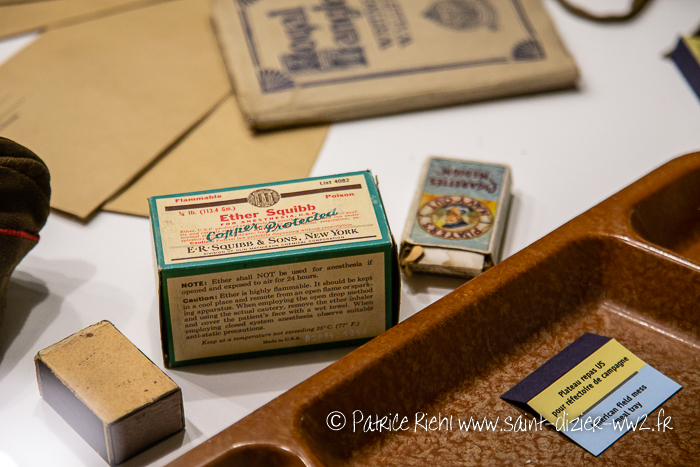 Royal
WRITING
Flammable
List 4082
Poison
¼ lb. (113.4 Gm.)
Ether Squibb
FOR ANESTHESIA U.S.P.
Copper Protected
E·R·SQUIBB & SONS, NEW YORK
NOTE: Ether shall NOT be used for anesthesia if
opened and exposed to air for 24 hours.
Caution: Ether is highly flammable. It should be kept
in a cool place and remote from an open flame or spark-
ing apparatus. When employing the open drop method
and using the actual cautery, remove the ether inhaler
and cover the patient's face with a wet towel. When
employing closed system anesthesia observe suitable
anti-static precautions.
Keep at a temperature not exceeding 25° C. (77° F.)
Made in U.S.A.
CIGARETTES
Plateau repas US
pour réfectoire de campagne
American field mess
meal tray
© Patrice Riehl www.saint-dizier-ww2.fr